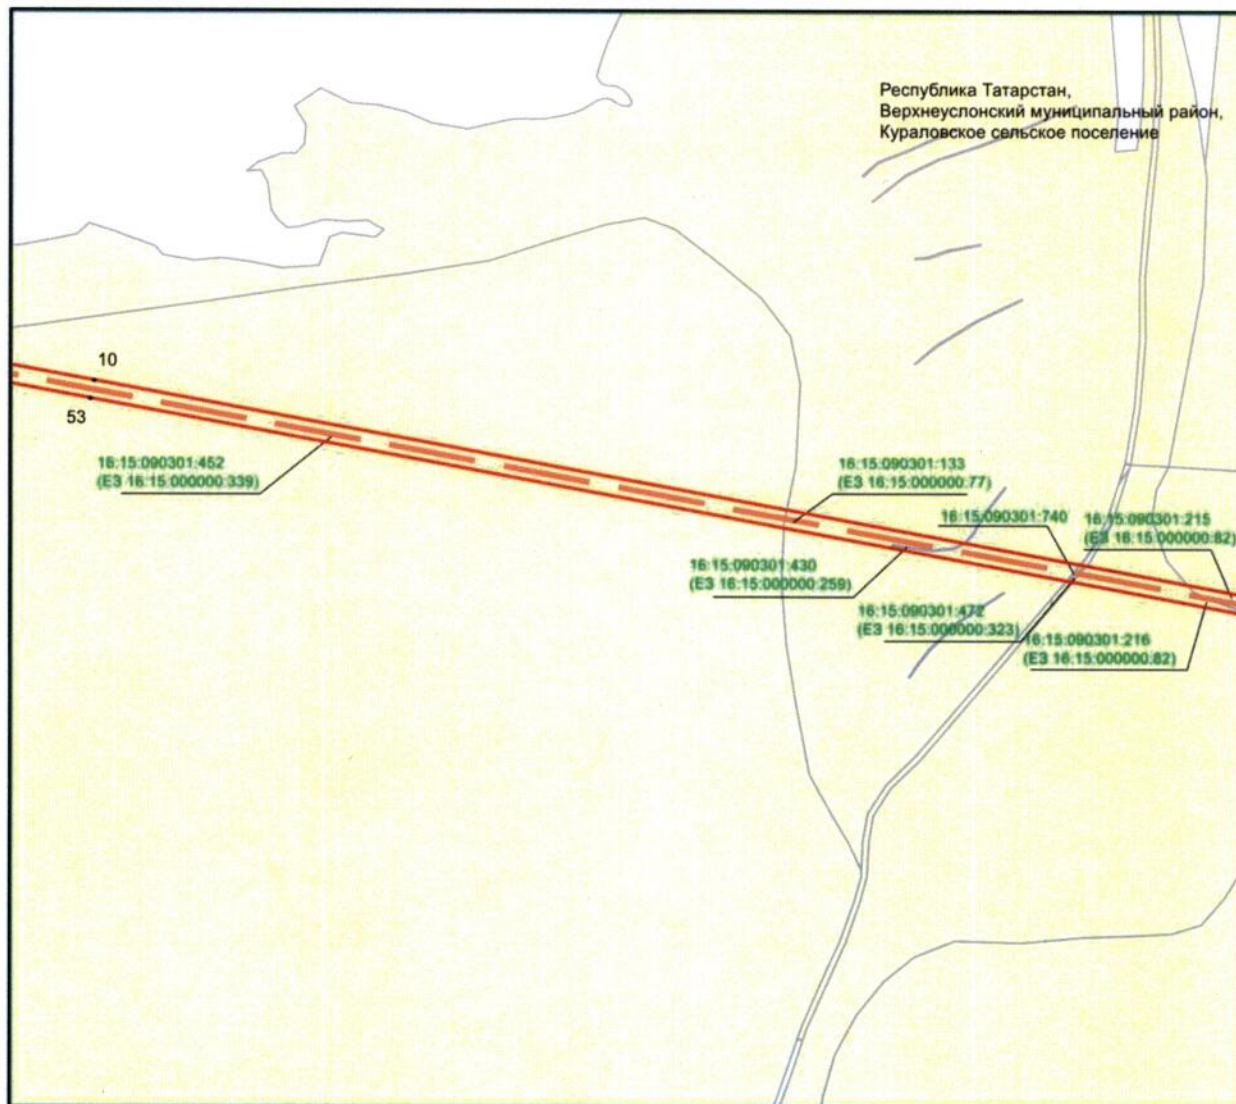 Республика Татарстан,
Верхнеуслонский муниципальный район,
Кураловское сельское поселение
10
53
16:15:090301:452
(ЕЗ 16:15:000000:339)
16:15:090301:133
(ЕЗ 16:15:000000:77)
16:15:090301:740
16:15:090301:215
(ЕЗ 16:15:000000:82)
16:15:090301:430
(ЕЗ 16:15:000000:259)
16:15:090301:472
(ЕЗ 16:15:000000:323)
16:15:090301:216
(ЕЗ 16:15:000000:82)